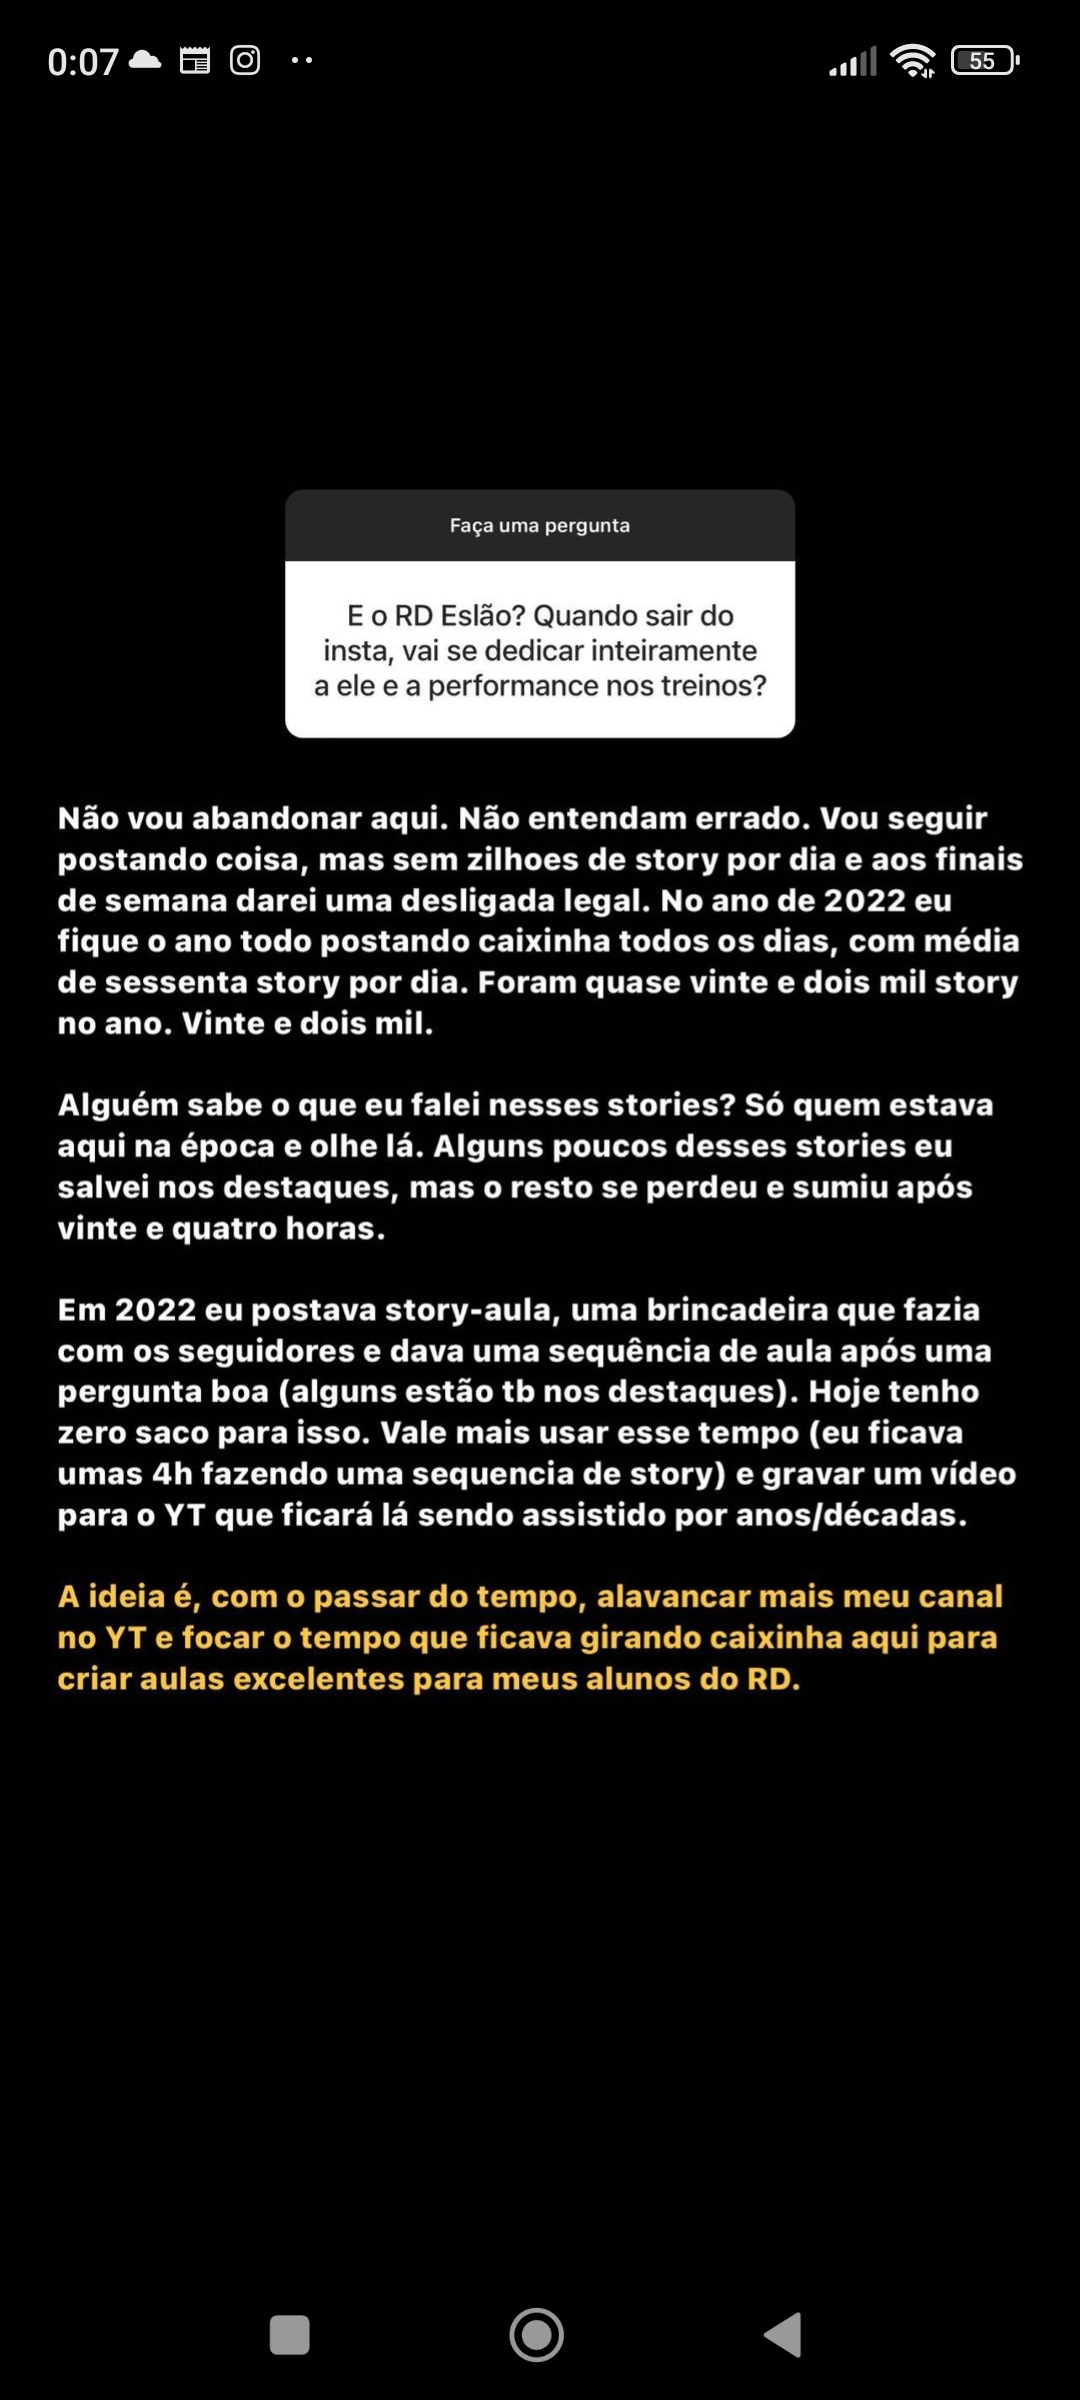 0:07
55
Faça uma pergunta
E o RD Eslão? Quando sair do
insta, vai se dedicar inteiramente
a ele e a performance nos treinos?
Não vou abandonar aqui. Não entendam errado. Vou seguir
postando coisa, mas sem zilhoes de story por dia e aos finais
de semana darei uma desligada legal. No ano de 2022 eu
fique o ano todo postando caixinha todos os dias, com média
de sessenta story por dia. Foram quase vinte e dois mil story
no ano. Vinte e dois mil.
Alguém sabe o que eu falei nesses stories? Só quem estava
aqui na época e olhe lá. Alguns poucos desses stories eu
salvei nos destaques, mas o resto se perdeu e sumiu após
vinte e quatro horas.
Em 2022 eu postava story-aula, uma brincadeira que fazia
com os seguidores e dava uma sequência de aula após uma
pergunta boa (alguns estão tb nos destaques). Hoje tenho
zero saco para isso. Vale mais usar esse tempo (eu ficava
umas 4h fazendo uma sequencia de story) e gravar um vídeo
para o YT que ficará lá sendo assistido por anos/décadas.
A ideia é, com o passar do tempo, alavancar mais meu canal
no YT e focar o tempo que ficava girando caixinha aqui para
criar aulas excelentes para meus alunos do RD.